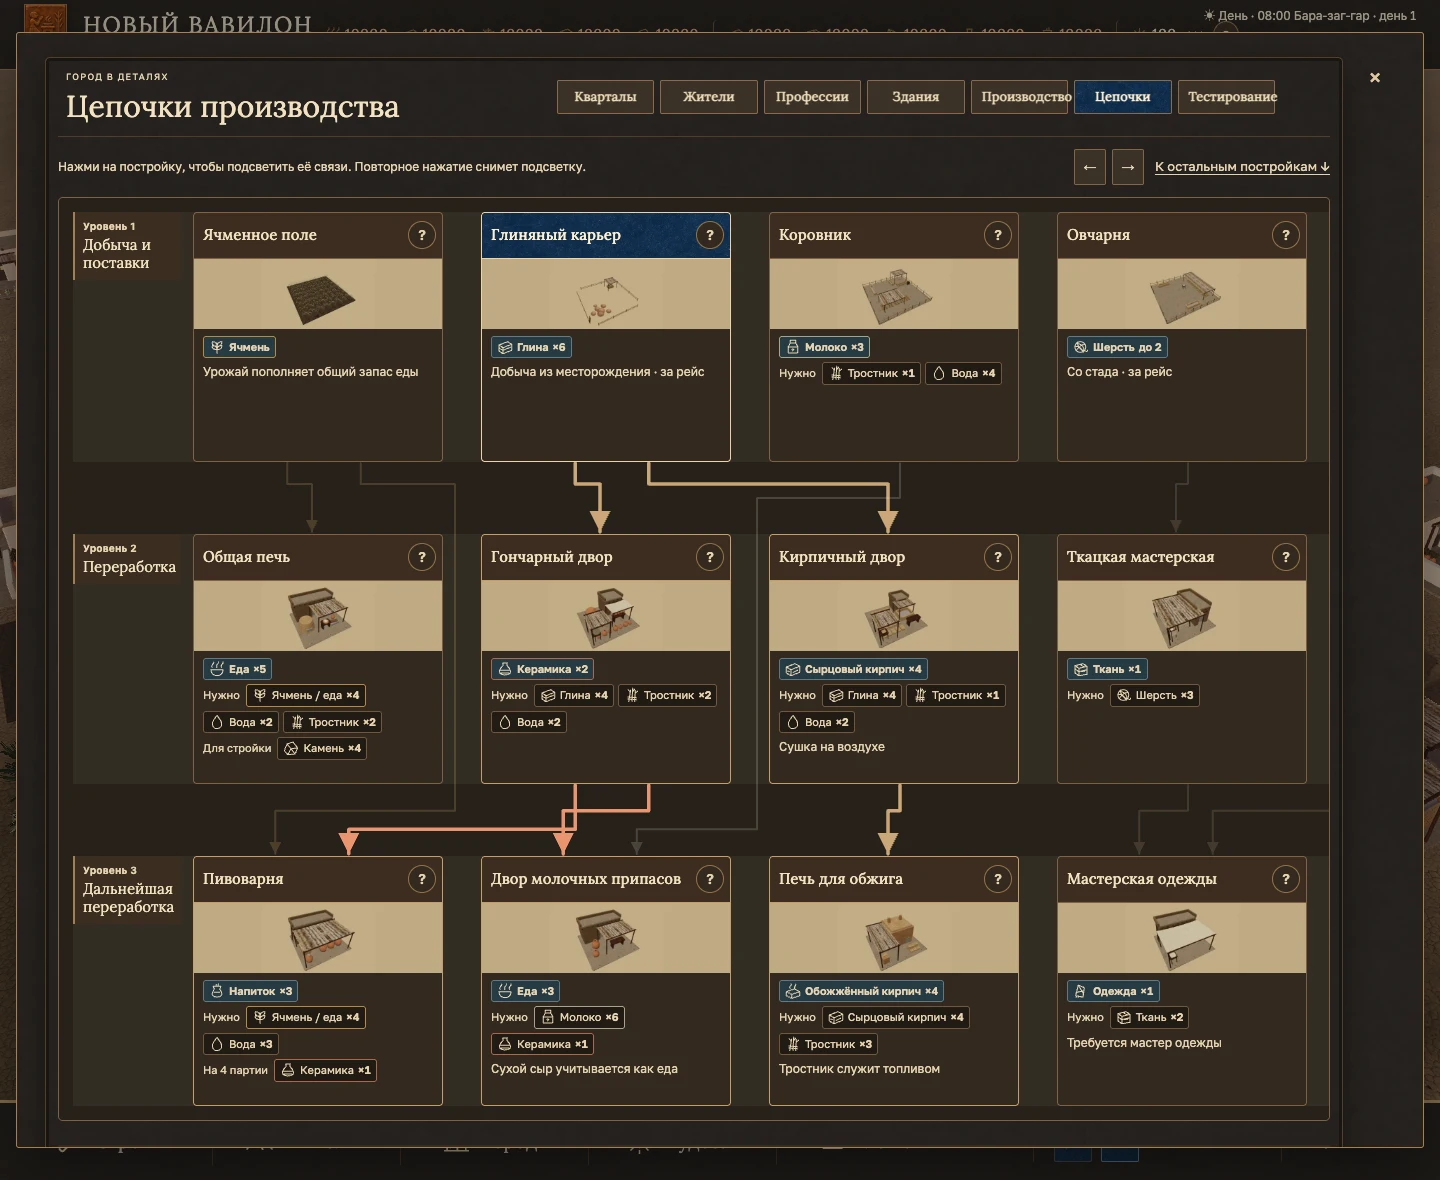 НОВЫЙ ВАВИЛОН
День · 08:00 Бара-заг-гар · день 1
ГОРОД В ДЕТАЛЯХ
Цепочки производства
Кварталы
Жители
Профессии
Здания
Производство
Цепочки
Тестирование
×
Нажми на постройку, чтобы подсветить её связи. Повторное нажатие снимет подсветку.
← → К остальным постройкам ↓
Уровень 1
Добыча и
поставки
Ячменное поле ?
Ячмень
Урожай пополняет общий запас еды
Глиняный карьер ?
Глина ×6
Добыча из месторождения · за рейс
Коровник ?
Молоко ×3
Нужно Тростник ×1 Вода ×4
Овчарня ?
Шерсть до 2
Со стада · за рейс
Уровень 2
Переработка
Общая печь ?
Еда ×5
Нужно Ячмень / еда ×4
Вода ×2 Тростник ×2
Для стройки Камень ×4
Гончарный двор ?
Керамика ×2
Нужно Глина ×4 Тростник ×2
Вода ×2
Кирпичный двор ?
Сырцовый кирпич ×4
Нужно Глина ×4 Тростник ×1
Вода ×2
Сушка на воздухе
Ткацкая мастерская ?
Ткань ×1
Нужно Шерсть ×3
Уровень 3
Дальнейшая
переработка
Пивоварня ?
Напиток ×3
Нужно Ячмень / еда ×4
Вода ×3
На 4 партии Керамика ×1
Двор молочных припасов ?
Еда ×3
Нужно Молоко ×6
Керамика ×1
Сухой сыр учитывается как еда
Печь для обжига ?
Обожжённый кирпич ×4
Нужно Сырцовый кирпич ×4
Тростник ×3
Тростник служит топливом
Мастерская одежды ?
Одежда ×1
Нужно Ткань ×2
Требуется мастер одежды